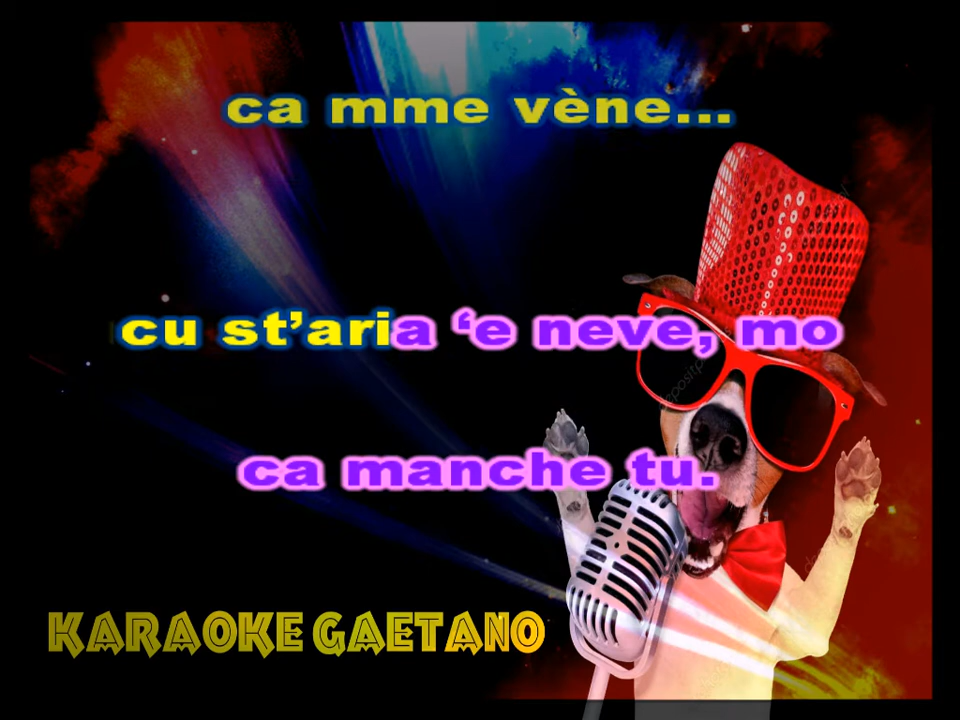 ca mme vène...
cu st’aria ‘e neve, mo
ca manche tu.
KARAOKE GAETANO